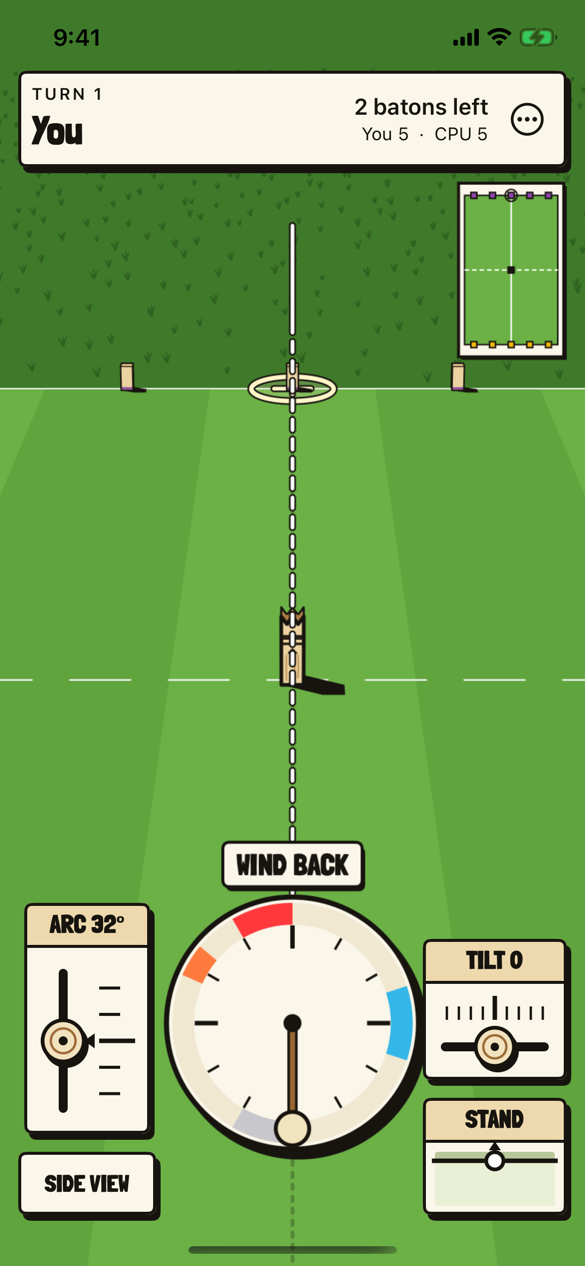 9:41
TURN 1
You
2 batons left
You 5 · CPU 5
WIND BACK
ARC 32°
TILT 0
STAND
SIDE VIEW